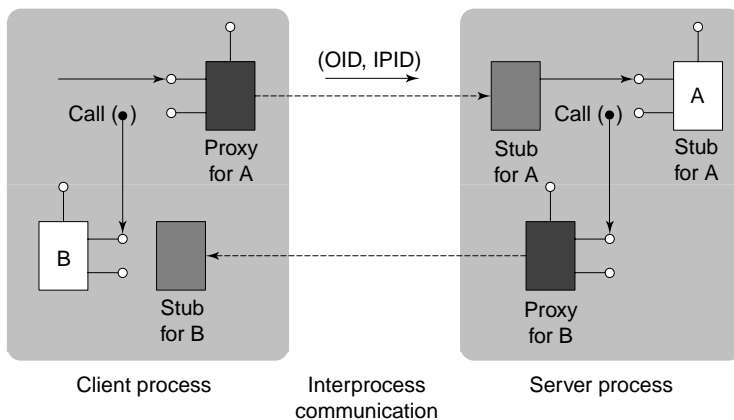 (OID, IPID)
A
Call (●)
Call (●)
Proxy
for A
Stub
for A
Stub
for A
B
Stub
for B
Proxy
for B
Client process
Interprocess
communication
Server process